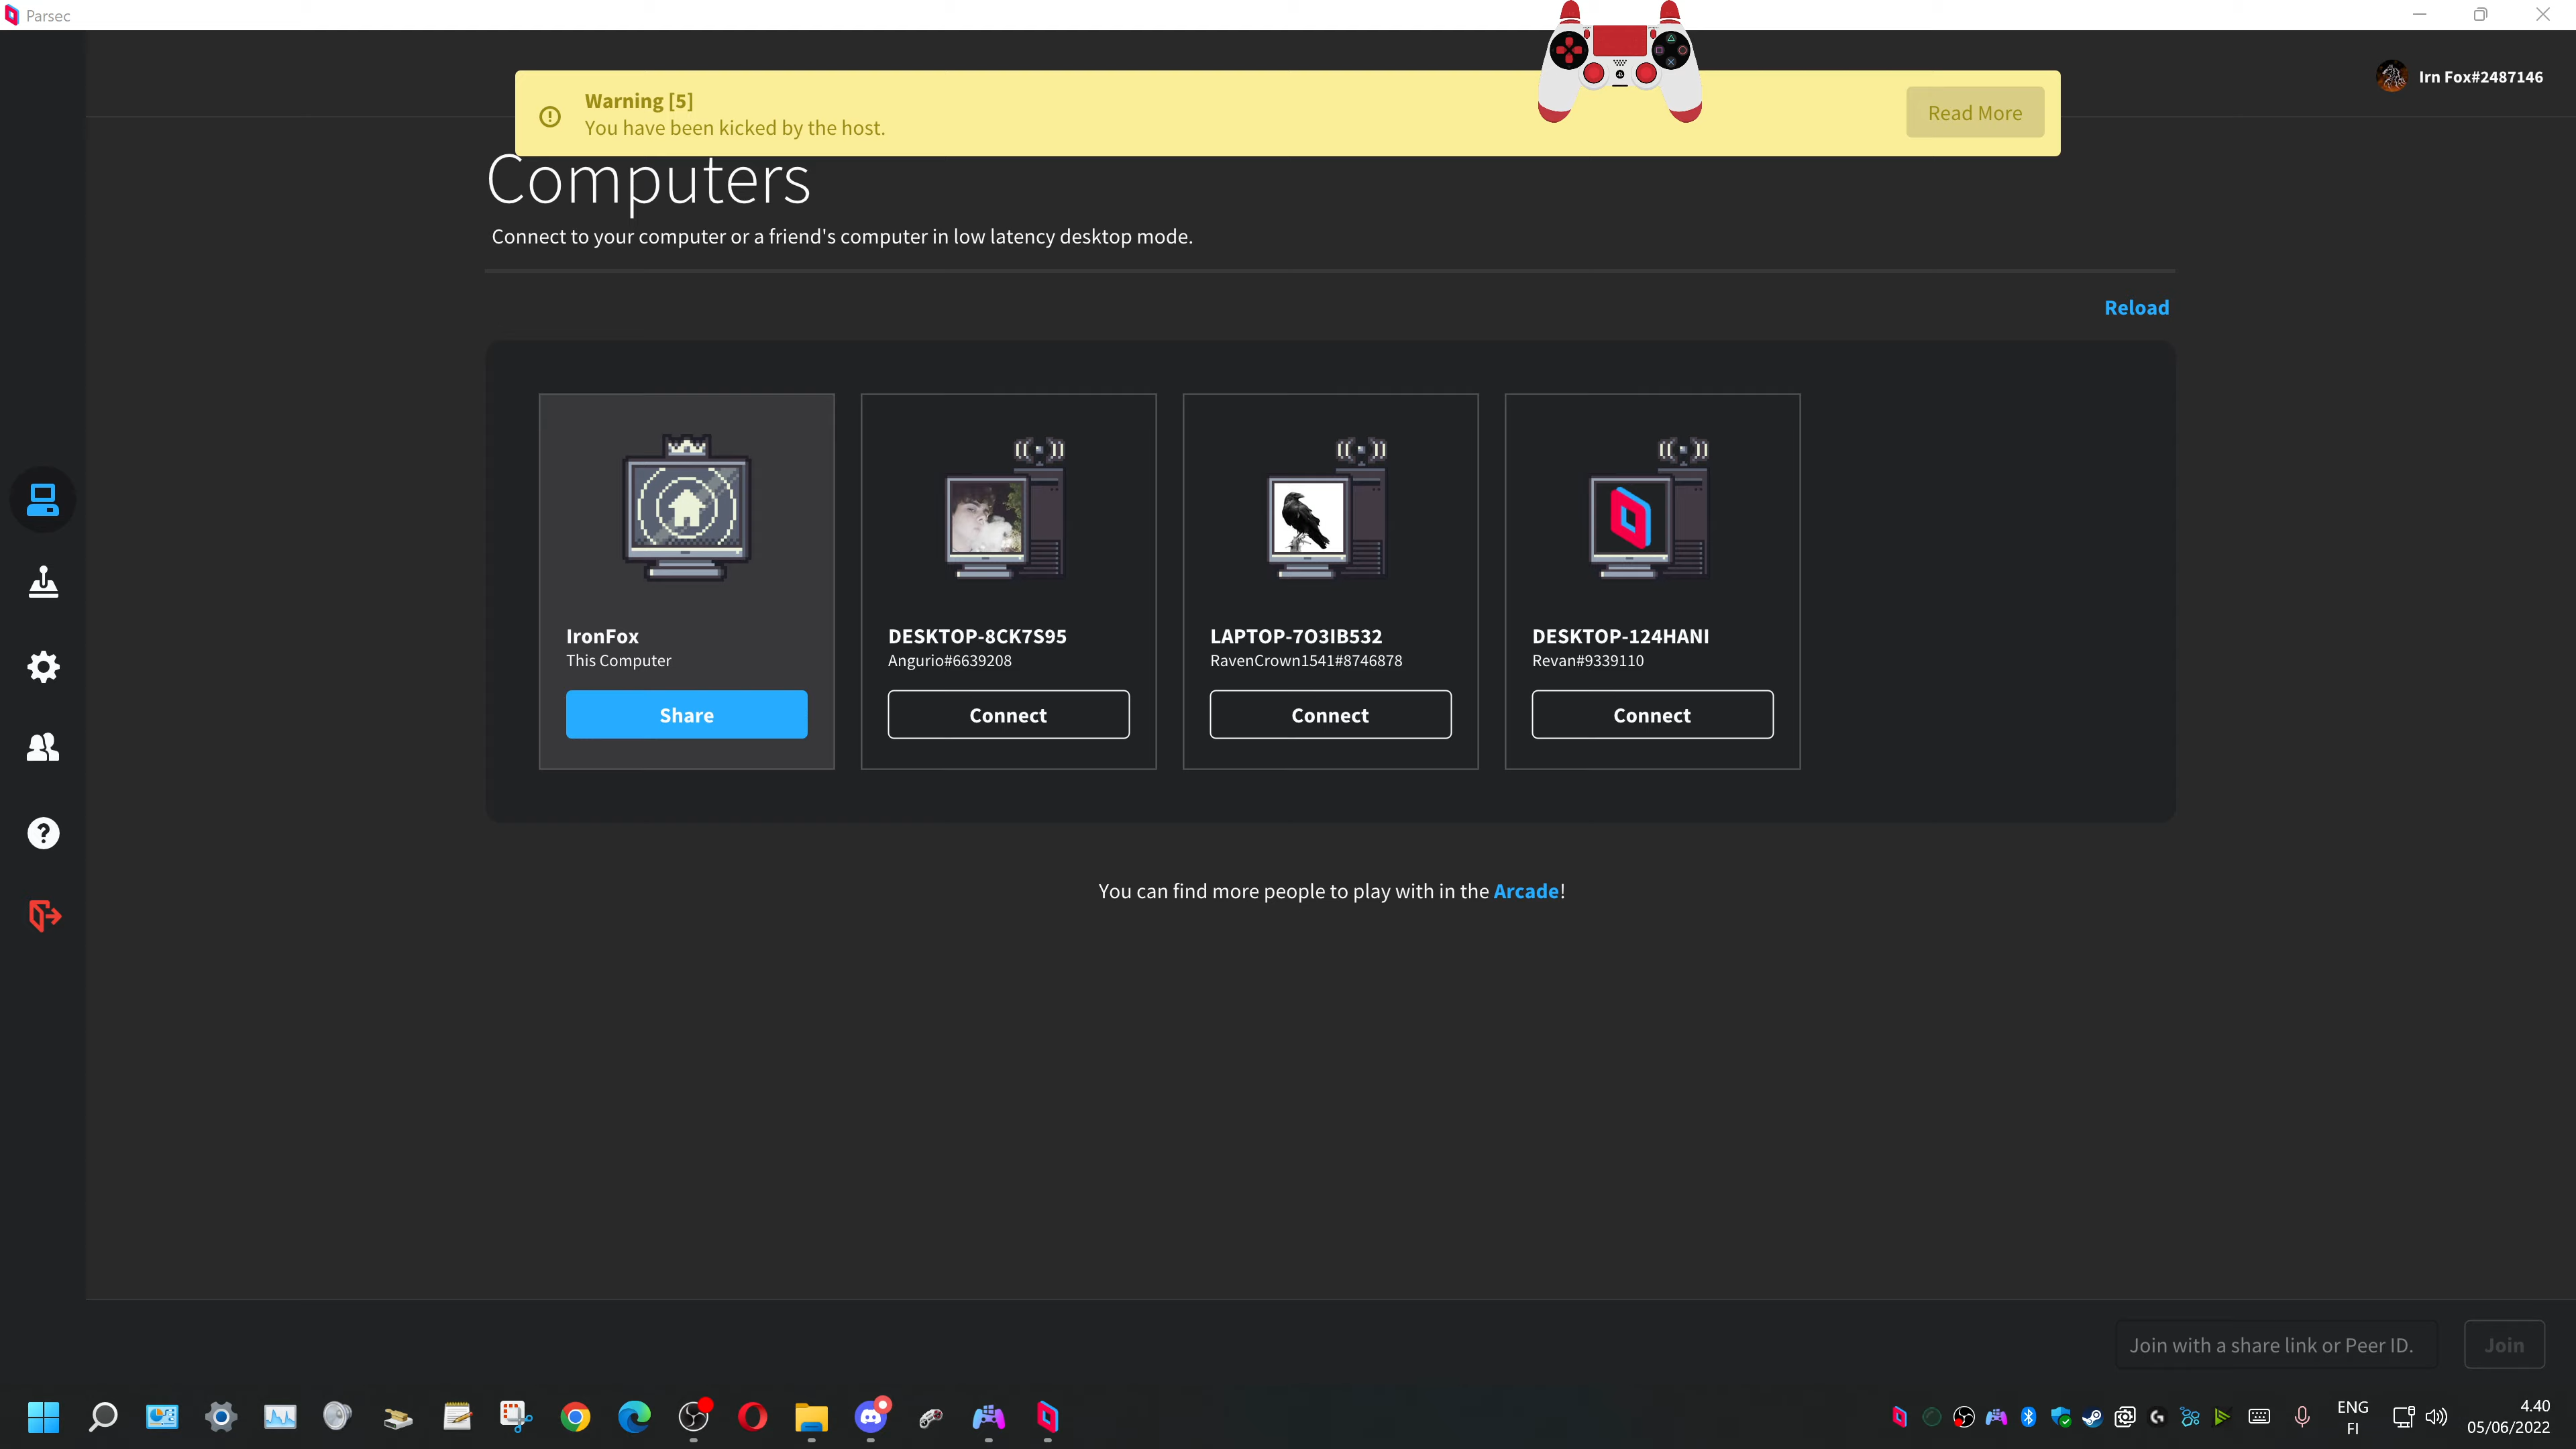 Parsec
Irn Fox#2487146
Warning [5]
You have been kicked by the host.
Read More
Computers
Connect to your computer or a friend's computer in low latency desktop mode.
Reload
IronFox
This Computer
Share
DESKTOP-8CK7S95
Angurio#6639208
Connect
LAPTOP-7O3IB532
RavenCrown1541#8746878
Connect
DESKTOP-124HANI
Revan#9339110
Connect
You can find more people to play with in the Arcade!
Join with a share link or Peer ID.
Join
ENG
FI
4.40
05/06/2022